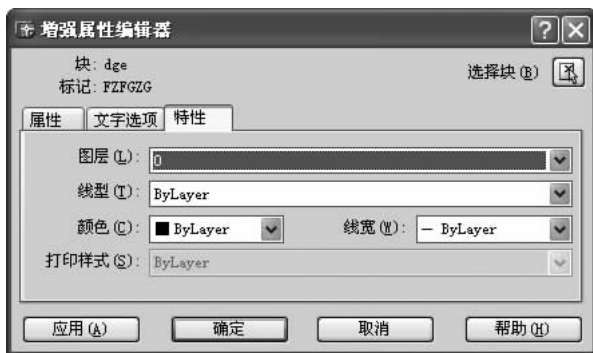 增强属性编辑器
块: dge
标记: FZFGZG
选择块(B)
属性 文字选项 特性
图层(L): 0
线型(T): ByLayer
颜色(C): ByLayer 线宽(W): ByLayer
打印样式(S): ByLayer
应用(A) 确定 取消 帮助(H)